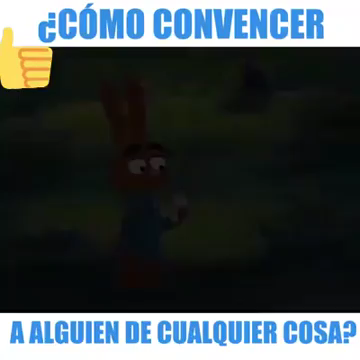 ¿CÓMO CONVENCER
A ALGUIEN DE CUALQUIER COSA?